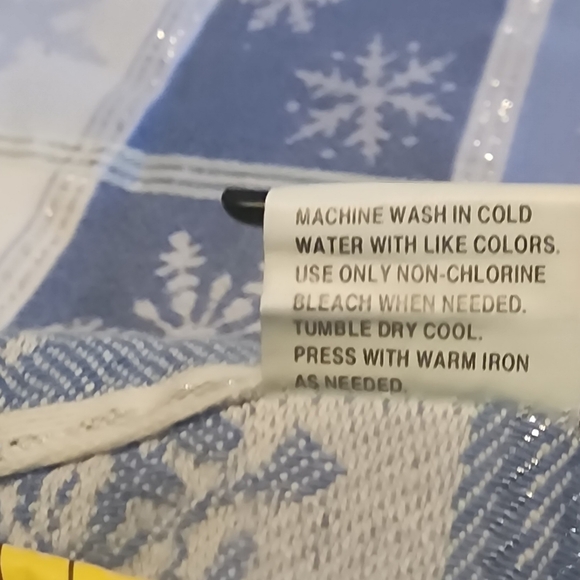 MACHINE WASH IN COLD
WATER WITH LIKE COLORS.
USE ONLY NON-CHLORINE
BLEACH WHEN NEEDED.
TUMBLE DRY COOL.
PRESS WITH WARM IRON
AS NEEDED.